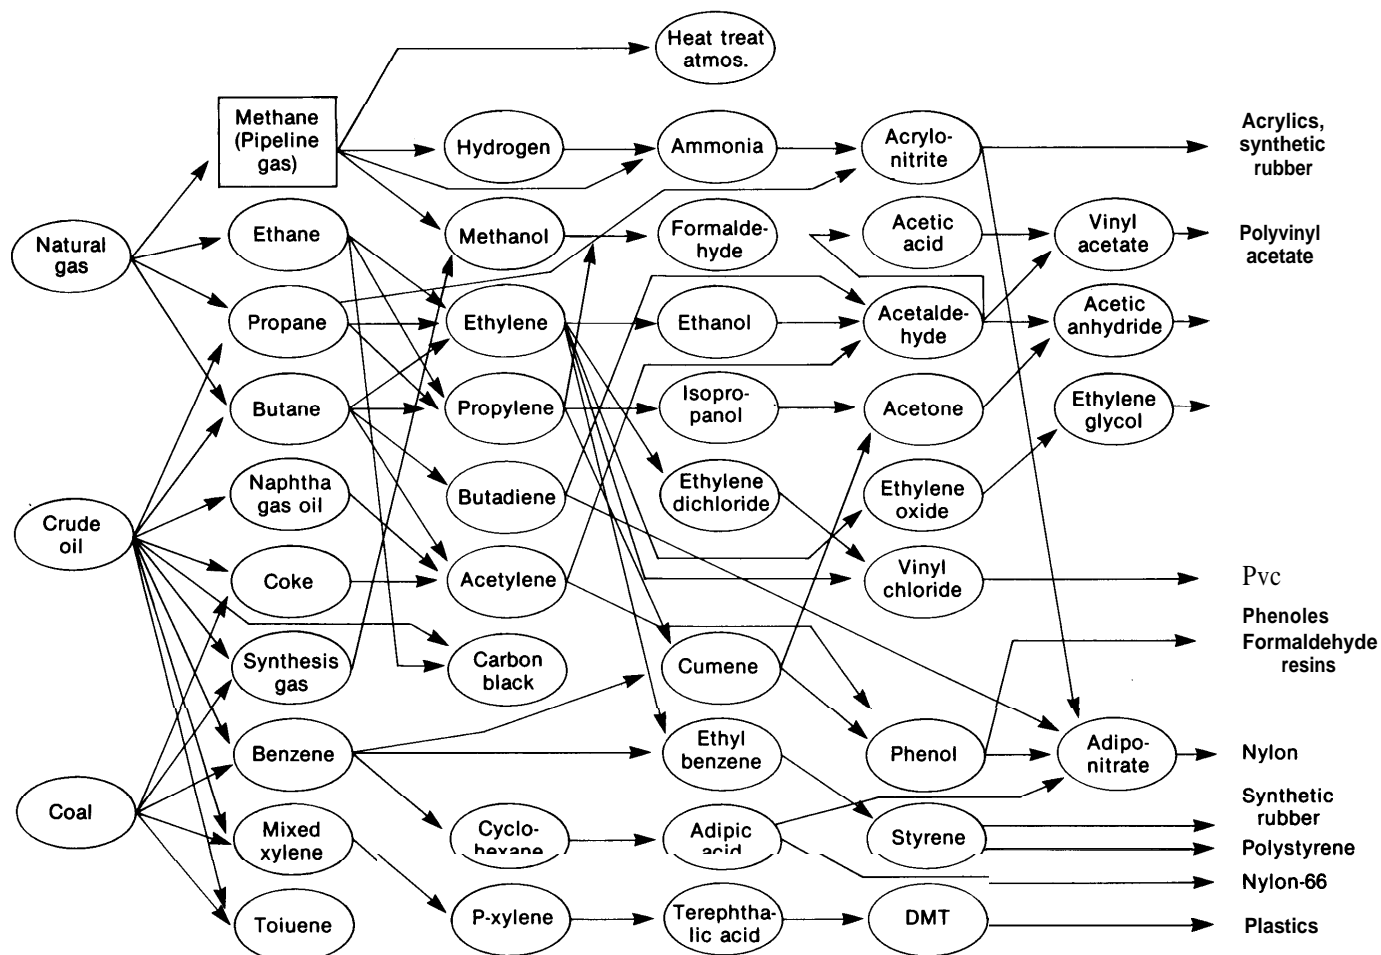 Heat treat
atmos.
Methane
(Pipeline
gas)
Hydrogen
Ammonia
Acrylo-
nitrite
Acrylics,
synthetic
rubber
Natural
gas
Ethane
Methanol
Formalde-
hyde
Acetic
acid
Vinyl
acetate
Polyvinyl
acetate
Propane
Ethylene
Ethanol
Acetalde-
hyde
Acetic
anhydride
Butane
Propylene
Isopro-
panol
Acetone
Ethylene
glycol
Crude
oil
Naphtha
gas oil
Butadiene
Ethylene
dichloride
Ethylene
oxide
Coke
Acetylene
Vinyl
chloride
Pvc
Synthesis
gas
Carbon
black
Cumene
Phenoles
Formaldehyde
resins
Benzene
Ethyl
benzene
Phenol
Adipo-
nitrate
Nylon
Coal
Mixed
xylene
Cyclo-
hexane
Adipic
acid
Styrene
Synthetic
rubber
Polystyrene
Nylon-66
Toiuene
P-xylene
Terephtha-
lic acid
DMT
Plastics